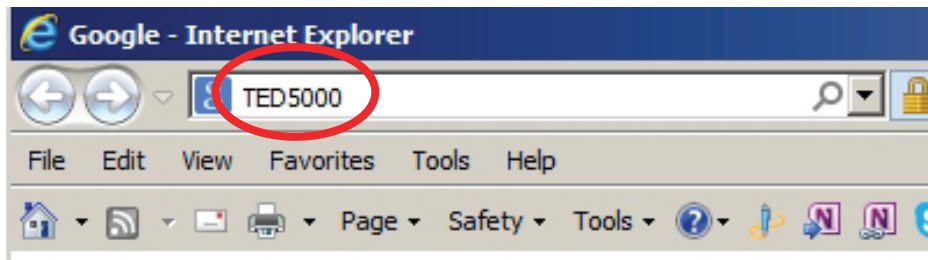 Google - Internet Explorer
TED5000
File Edit View Favorites Tools Help
Page Safety Tools